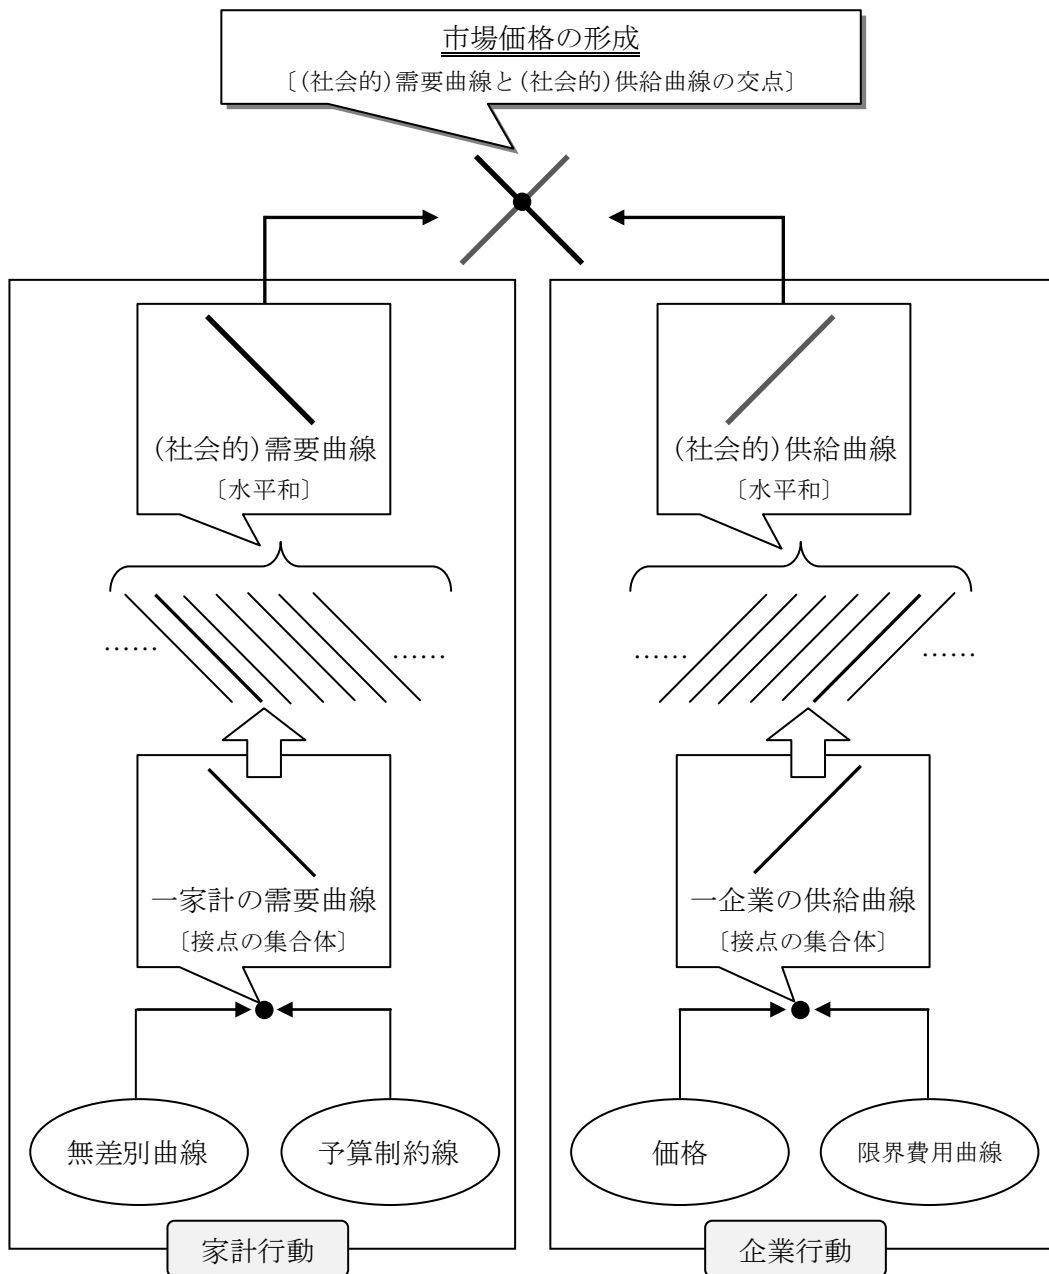 市場価格の形成
〔(社会的)需要曲線と(社会的)供給曲線の交点〕
(社会的)需要曲線
〔水平和〕
(社会的)供給曲線
〔水平和〕
……
……
……
……
一家計の需要曲線
〔接点の集合体〕
一企業の供給曲線
〔接点の集合体〕
無差別曲線
予算制約線
価格
限界費用曲線
家計行動
企業行動